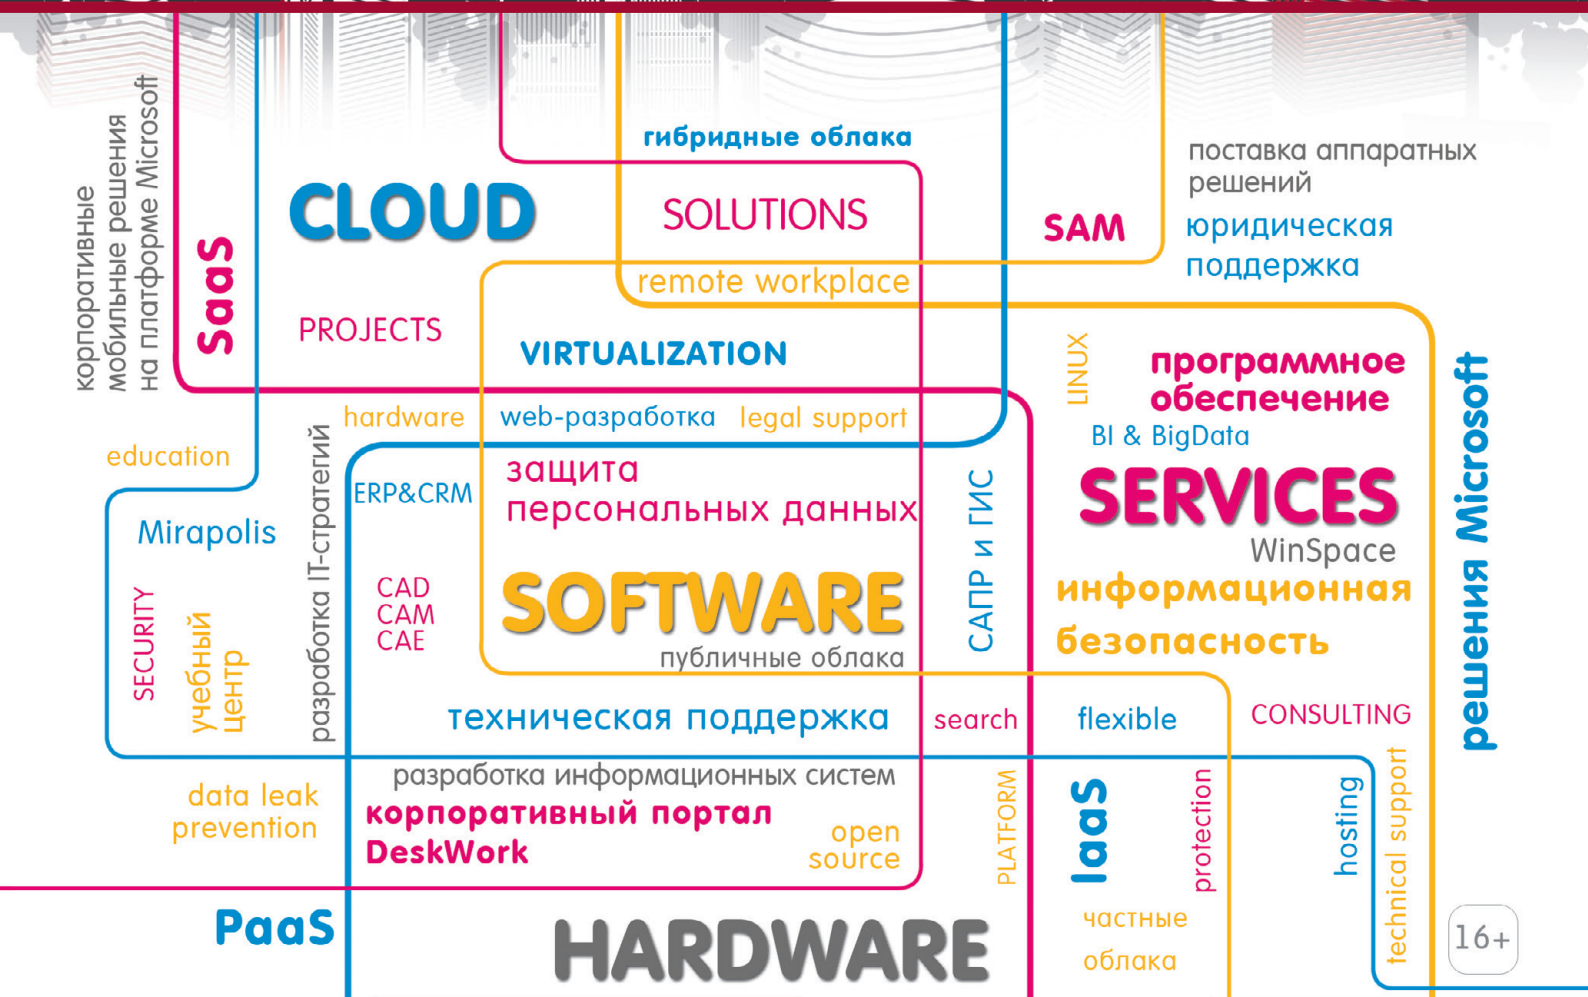 гибридные облака
поставка аппаратных
решений
корпоративные
мобильные решения
на платформе Microsoft
SaaS
CLOUD
SOLUTIONS
SAM
юридическая
поддержка
remote workplace
PROJECTS
VIRTUALIZATION
LINUX
программное
обеспечение
решения Microsoft
hardware
web-разработка
legal support
BI & BigData
education
разработка IT-стратегий
ERP&CRM
защита
персональных данных
САПР и ГИС
SERVICES
WinSpace
Mirapolis
SECURITY
учебный
центр
CAD
CAM
CAE
SOFTWARE
публичные облака
информационная
безопасность
техническая поддержка
search
flexible
CONSULTING
разработка информационных систем
data leak
prevention
корпоративный портал
DeskWork
open
source
PLATFORM
IaaS
protection
hosting
technical support
PaaS
HARDWARE
частные
облака
16+